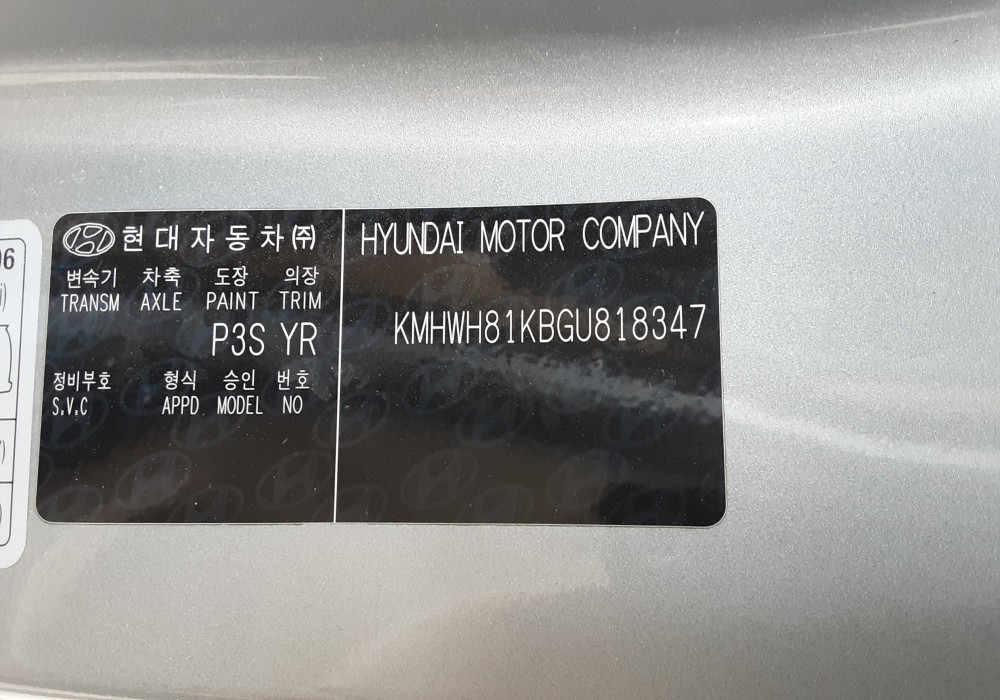 현대자동차㈜
변속기 차축 도장 의장
TRANSM AXLE PAINT TRIM
P3S YR
정비부호 형식 승인 번호
S.V.C APPD MODEL NO
HYUNDAI MOTOR COMPANY
KMHWH81KBGU818347